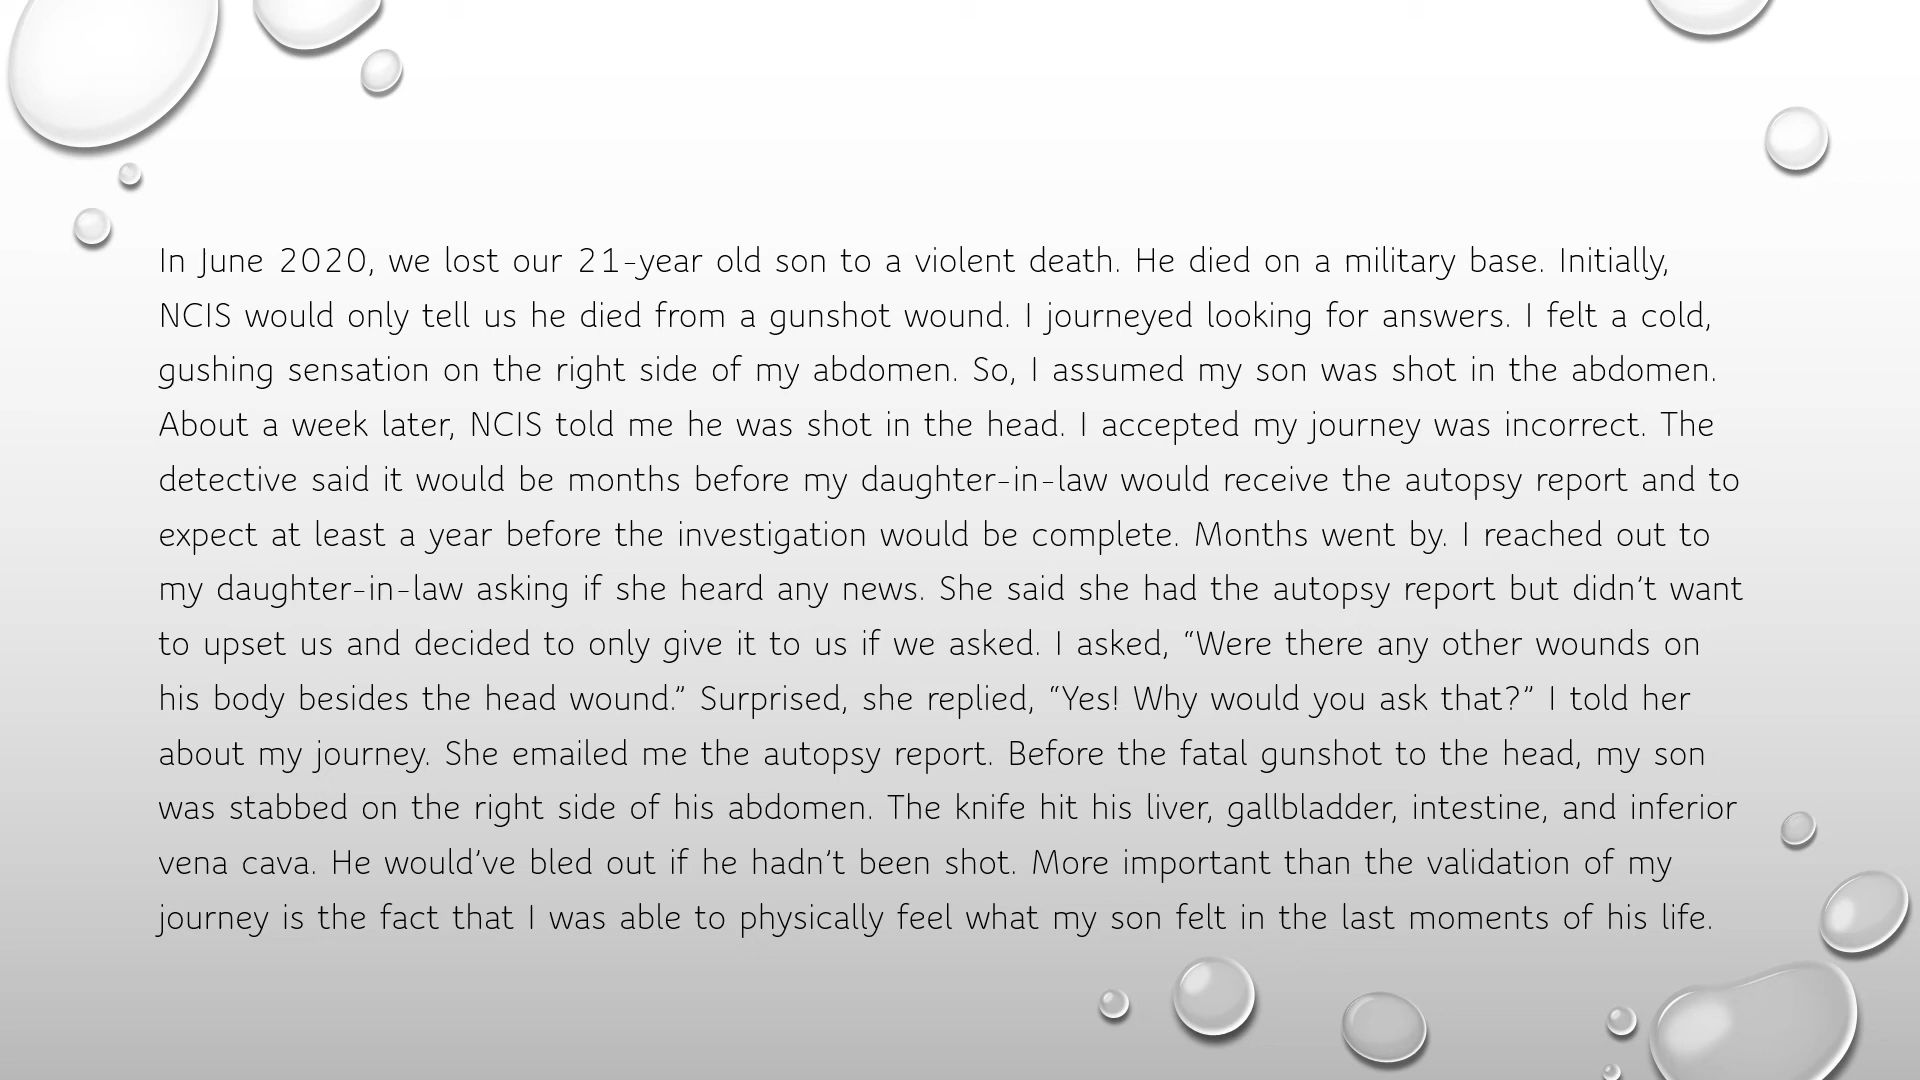 In June 2020, we lost our 21-year old son to a violent death. He died on a military base. Initially,
NCIS would only tell us he died from a gunshot wound. I journeyed looking for answers. I felt a cold,
gushing sensation on the right side of my abdomen. So, I assumed my son was shot in the abdomen.
About a week later, NCIS told me he was shot in the head. I accepted my journey was incorrect. The
detective said it would be months before my daughter-in-law would receive the autopsy report and to
expect at least a year before the investigation would be complete. Months went by. I reached out to
my daughter-in-law asking if she heard any news. She said she had the autopsy report but didn’t want
to upset us and decided to only give it to us if we asked. I asked, “Were there any other wounds on
his body besides the head wound.” Surprised, she replied, “Yes! Why would you ask that?” I told her
about my journey. She emailed me the autopsy report. Before the fatal gunshot to the head, my son
was stabbed on the right side of his abdomen. The knife hit his liver, gallbladder, intestine, and inferior
vena cava. He would’ve bled out if he hadn’t been shot. More important than the validation of my
journey is the fact that I was able to physically feel what my son felt in the last moments of his life.